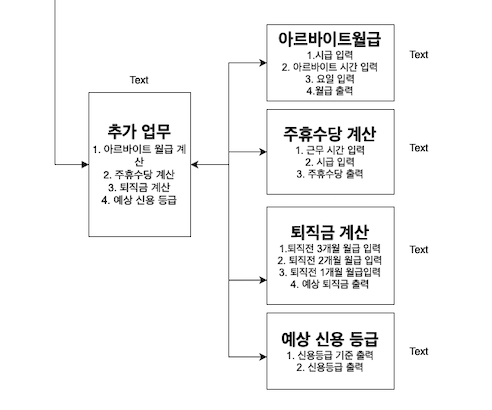 Text
추가 업무
1. 아르바이트 월급 계
산
2. 주휴수당 계산
3. 퇴직금 계산
4. 예상 신용 등급
아르바이트월급
1.시급 입력
2. 아르바이트 시간 입력
3. 요일 입력
4.월급 출력
Text
주휴수당 계산
1. 근무 시간 입력
2. 시급 입력
3. 주휴수당 출력
Text
퇴직금 계산
1.퇴직전 3개월 월급 입력
2. 퇴직전 2개월 월급 입력
3. 퇴직전 1개월 월급입력
4. 예상 퇴직금 출력
Text
예상 신용 등급
1. 신용등급 기준 출력
2. 신용등급 출력
Text